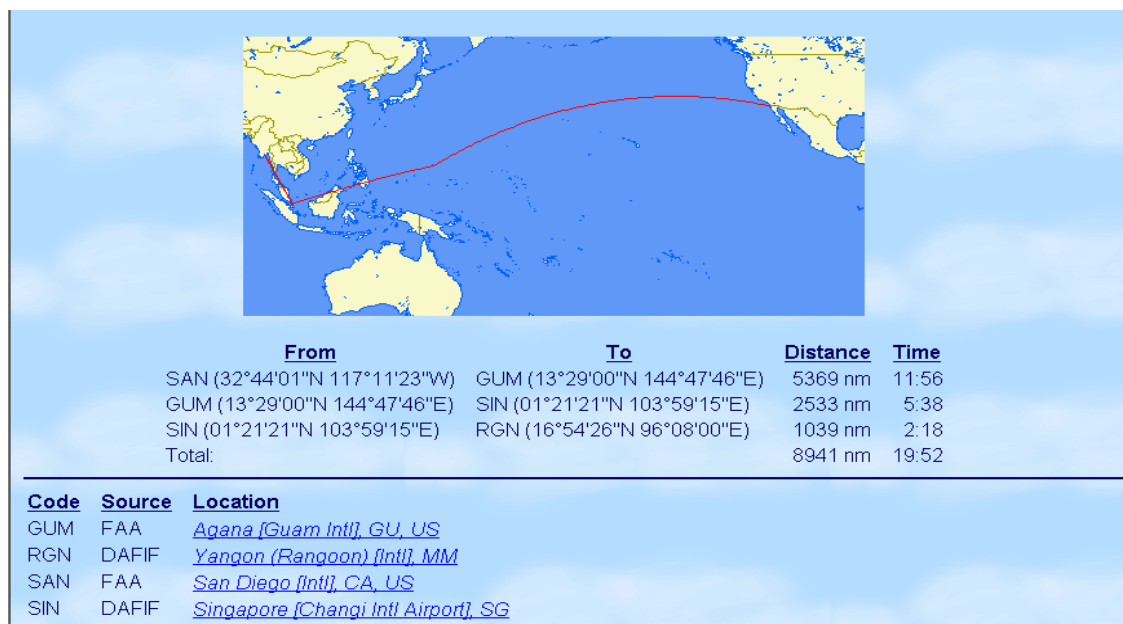 From To Distance Time
SAN (32°44'01"N 117°11'23"W) GUM (13°29'00"N 144°47'46"E) 5369 nm 11:56
GUM (13°29'00"N 144°47'46"E) SIN (01°21'21"N 103°59'15"E) 2533 nm 5:38
SIN (01°21'21"N 103°59'15"E) RGN (16°54'26"N 96°08'00"E) 1039 nm 2:18
Total: 8941 nm 19:52
Code Source Location
GUM FAA Agana [Guam Intl], GU, US
RGN DAFIF Yangon (Rangoon) [Intl], MM
SAN FAA San Diego [Intl], CA, US
SIN DAFIF Singapore [Changi Intl Airport], SG